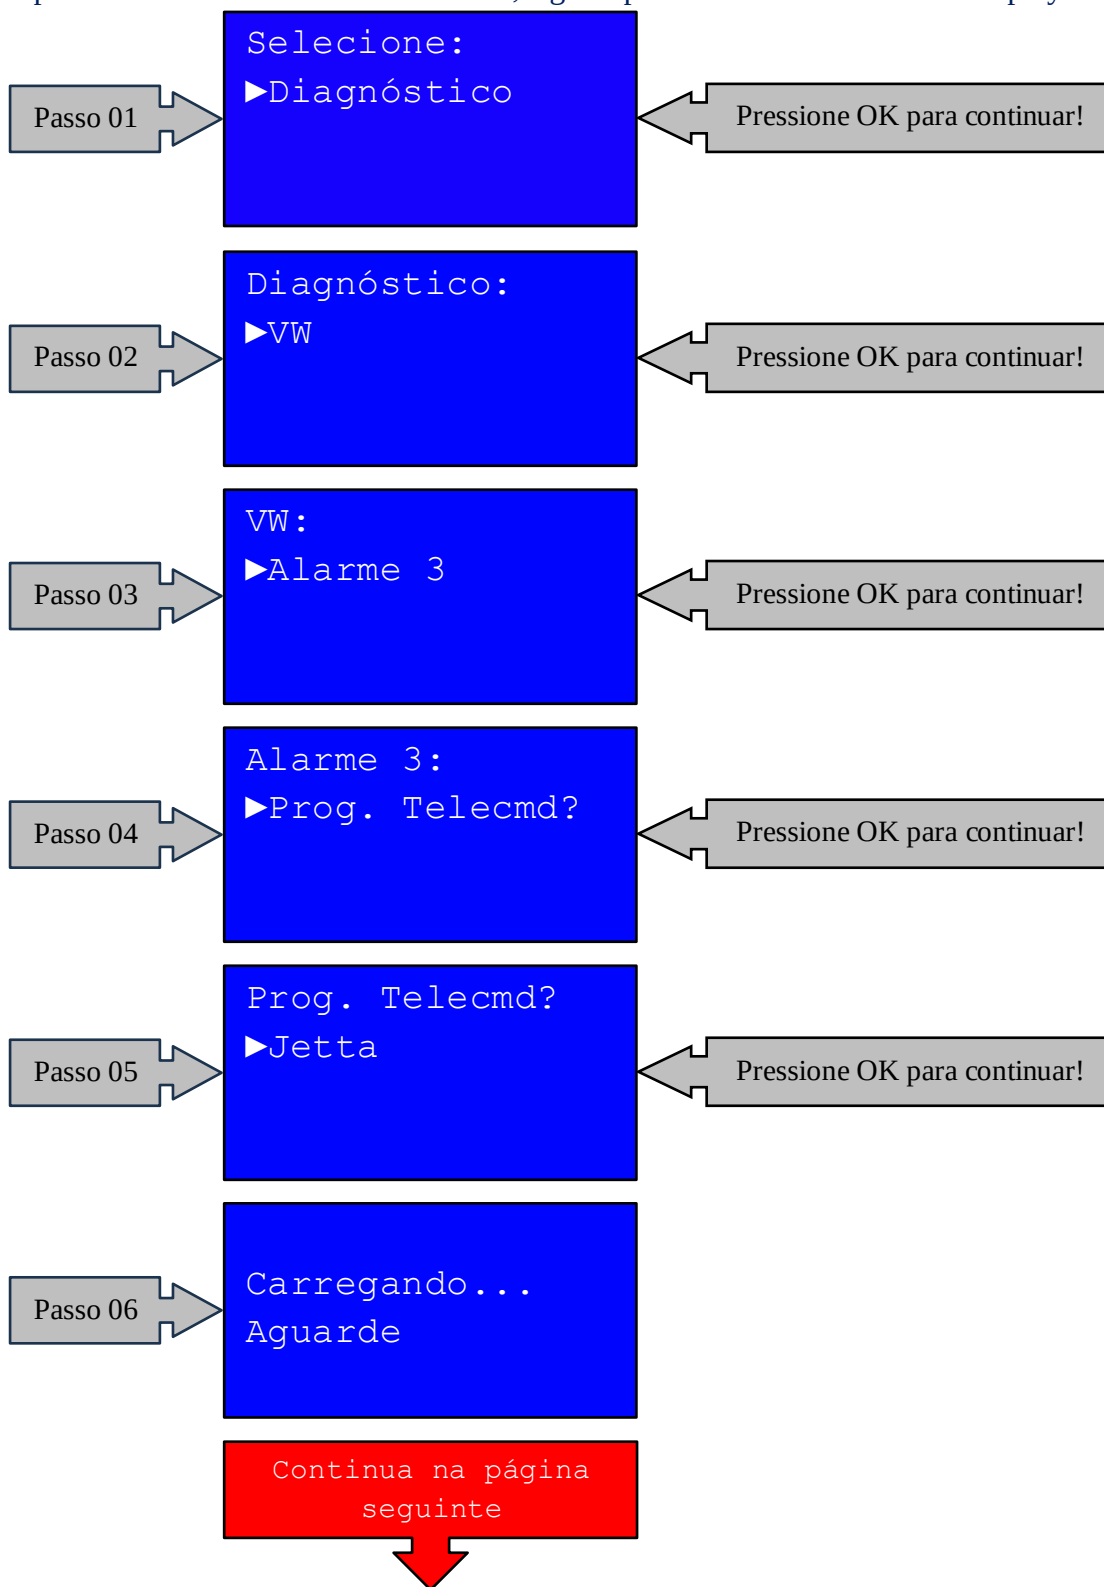 Selecione:
►Diagnóstico
Passo 01
Pressione OK para continuar!
Diagnóstico:
►VW
Passo 02
Pressione OK para continuar!
VW:
►Alarme 3
Passo 03
Pressione OK para continuar!
Alarme 3:
►Prog. Telecmd?
Passo 04
Pressione OK para continuar!
Prog. Telecmd?
►Jetta
Passo 05
Pressione OK para continuar!
Carregando...
Passo 06
Aguarde
Continua na página
seguinte